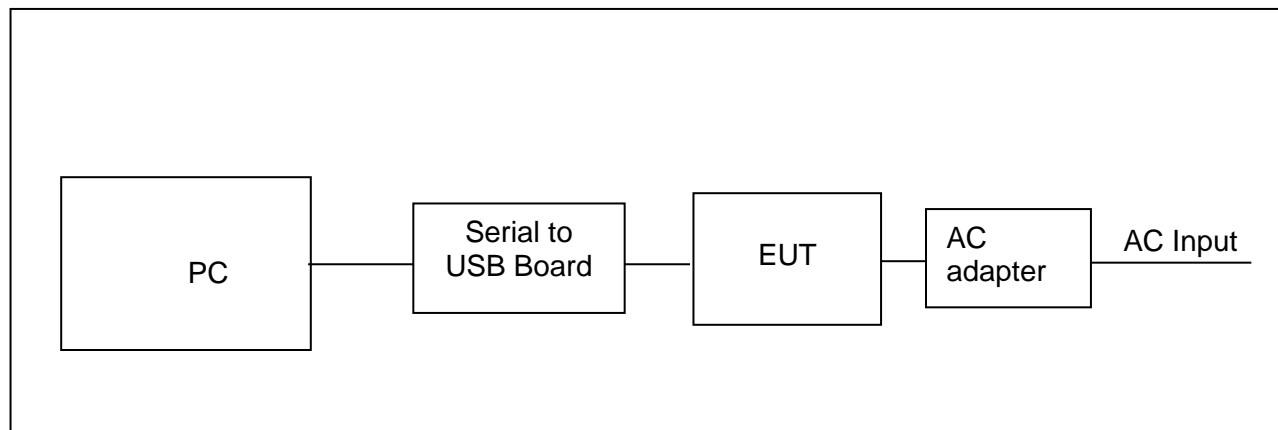 PC
Serial to
USB Board
EUT
AC
adapter
AC Input